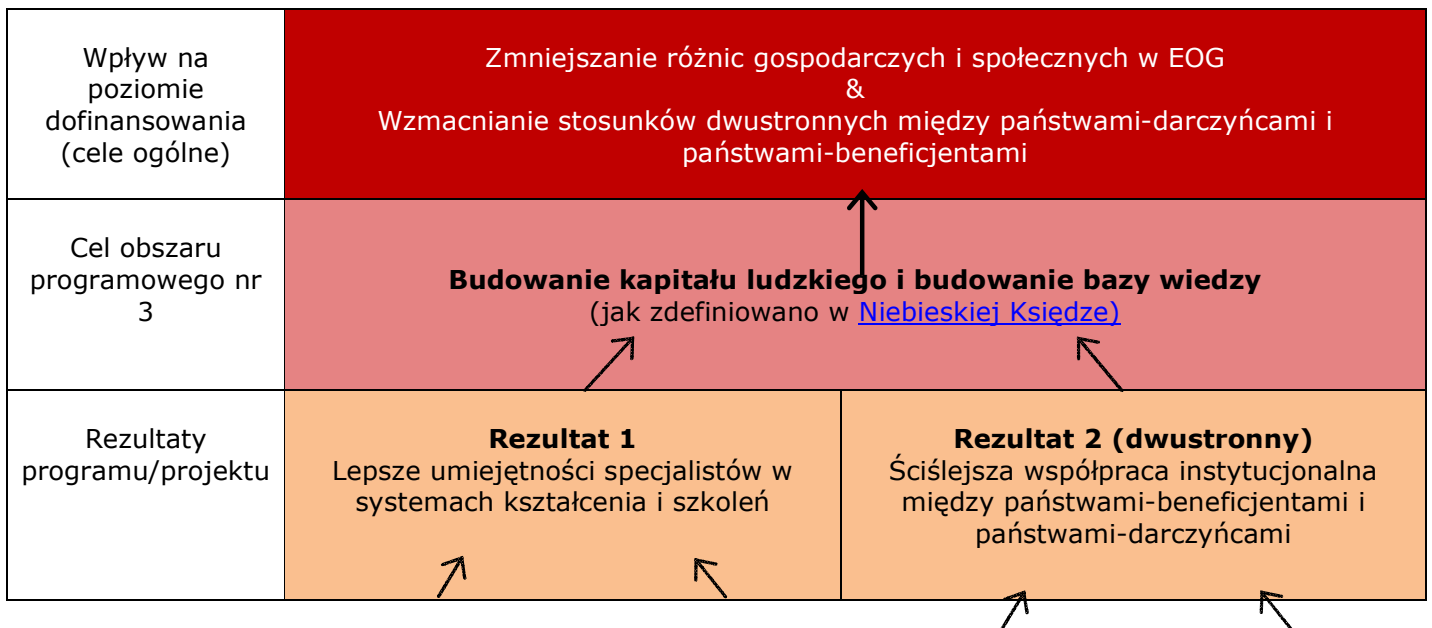 Wpływ na
poziomie
dofinansowania
(cele ogólne)
Zmniejszanie różnic gospodarczych i społecznych w EOG
&
Wzmacnianie stosunków dwustronnych między państwami-darczyńcami i
państwami-beneficjentami
Cel obszaru
programowego nr
3
Budowanie kapitału ludzkiego i budowanie bazy wiedzy
(jak zdefiniowano w Niebieskiej Księdze)
Rezultaty
programu/projektu
Rezultat 1
Lepsze umiejętności specjalistów w
systemach kształcenia i szkoleń
Rezultat 2 (dwustronny)
Ściślejsza współpraca instytucjonalna
między państwami-beneficjentami i
państwami-darczyńcami